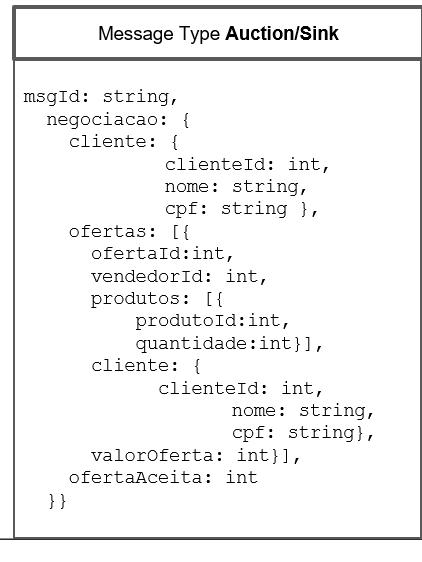 Message Type Auction/Sink
msgId: string,
negociacao: {
cliente: {
clienteId: int,
nome: string,
cpf: string },
ofertas: [{
ofertaId:int,
vendedorId: int,
produtos: [{
produtoId:int,
quantidade:int}],
cliente: {
clienteId: int,
nome: string,
cpf: string},
valorOferta: int}],
ofertaAceita: int
}}